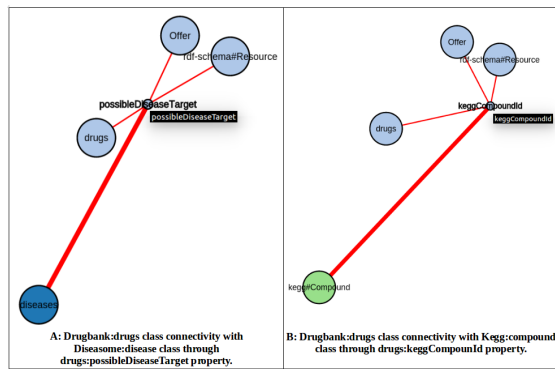 Offer
rdf-schema#Resource
possibleDiseaseTarget
possibleDiseaseTarget
drugs
diseases
A: Drugbank:drugs class connectivity with
Diseasome:disease class through
drugs:possibleDiseaseTarget property.
Offer
rdf-schema#Resource
keggCompoundId
keggCompoundId
drugs
kegg#Compound
B: Drugbank:drugs class connectivity with Kegg:compound
class through drugs:keggCompounId property.